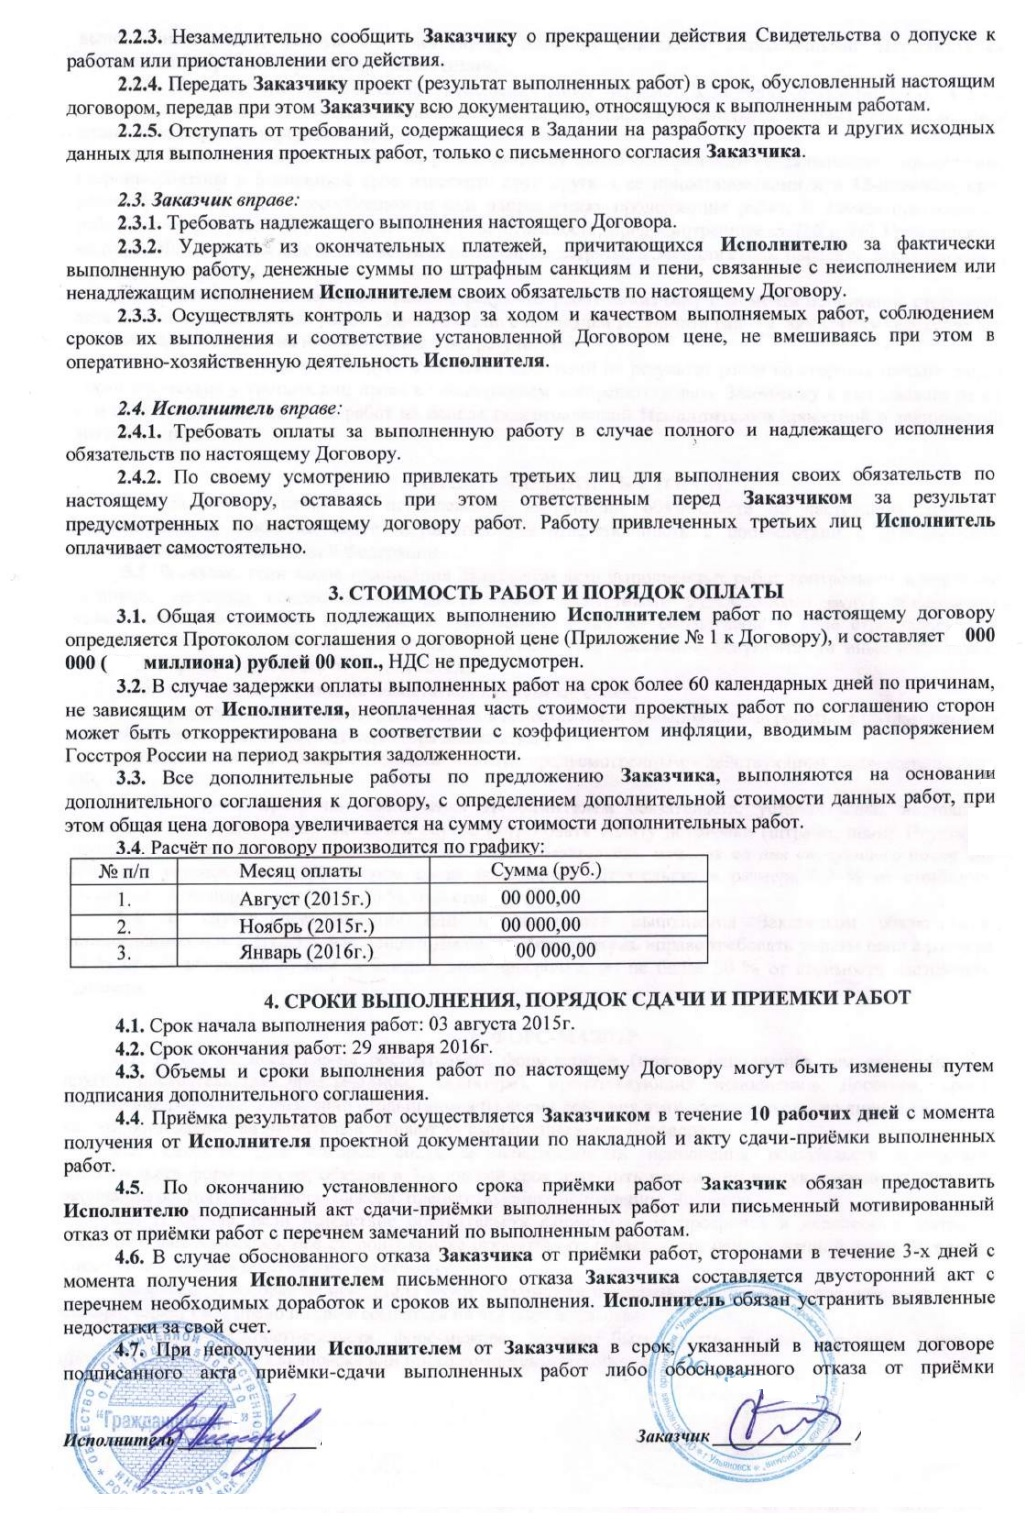 2.2.3. Незамедлительно сообщить Заказчику о прекращении действия Свидетельства о допуске к
работам или приостановлении его действия.
2.2.4. Передать Заказчику проект (результат выполненных работ) в срок, обусловленный настоящим
договором, передав при этом Заказчику всю документацию, относящуюся к выполненным работам.
2.2.5. Отступать от требований, содержащиеся в Задании на разработку проекта и других исходных
данных для выполнения проектных работ, только с письменного согласия Заказчика.
2.3. Заказчик вправе:
2.3.1. Требовать надлежащего выполнения настоящего Договора.
2.3.2. Удержать из окончательных платежей, причитающихся Исполнителю за фактически
выполненную работу, денежные суммы по штрафным санкциям и пени, связанные с неисполнением или
ненадлежащим исполнением Исполнителем своих обязательств по настоящему Договору.
2.3.3. Осуществлять контроль и надзор за ходом и качеством выполняемых работ, соблюдением
сроков их выполнения и соответствие установленной Договором цене, не вмешиваясь при этом в
оперативно-хозяйственную деятельность Исполнителя.
2.4. Исполнитель вправе:
2.4.1. Требовать оплаты за выполненную работу в случае полного и надлежащего исполнения
обязательств по настоящему Договору.
2.4.2. По своему усмотрению привлекать третьих лиц для выполнения своих обязательств по
настоящему Договору, оставаясь при этом ответственным перед Заказчиком за результат
предусмотренных по настоящему договору работ. Работу привлеченных третьих лиц Исполнитель
оплачивает самостоятельно.
3. СТОИМОСТЬ РАБОТ И ПОРЯДОК ОПЛАТЫ
3.1. Общая стоимость подлежащих выполнению Исполнителем работ по настоящему договору
определяется Протоколом соглашения о договорной цене (Приложение № 1 к Договору), и составляет 000
000 ( миллиона) рублей 00 коп., НДС не предусмотрен.
3.2. В случае задержки оплаты выполненных работ на срок более 60 календарных дней по причинам,
не зависящим от Исполнителя, неоплаченная часть стоимости проектных работ по соглашению сторон
может быть откорректирована в соответствии с коэффициентом инфляции, вводимым распоряжением
Госстроя России на период закрытия задолженности.
3.3. Все дополнительные работы по предложению Заказчика, выполняются на основании
дополнительного соглашения к договору, с определением дополнительной стоимости данных работ, при
этом общая цена договора увеличивается на сумму стоимости дополнительных работ.
3.4. Расчёт по договору производится по графику:
№ п/п Месяц оплаты Сумма (руб.)
1. Август (2015г.) 00 000,00
2. Ноябрь (2015г.) 00 000,00
3. Январь (2016г.) 00 000,00
4. СРОКИ ВЫПОЛНЕНИЯ, ПОРЯДОК СДАЧИ И ПРИЕМКИ РАБОТ
4.1. Срок начала выполнения работ: 03 августа 2015г.
4.2. Срок окончания работ: 29 января 2016г.
4.3. Объемы и сроки выполнения работ по настоящему Договору могут быть изменены путем
подписания дополнительного соглашения.
4.4. Приёмка результатов работ осуществляется Заказчиком в течение 10 рабочих дней с момента
получения от Исполнителя проектной документации по накладной и акту сдачи-приёмки выполненных
работ.
4.5. По окончанию установленного срока приёмки работ Заказчик обязан предоставить
Исполнителю подписанный акт сдачи-приёмки выполненных работ или письменный мотивированный
отказ от приёмки работ с перечнем замечаний по выполненным работам.
4.6. В случае обоснованного отказа Заказчика от приёмки работ, сторонами в течение 3-х дней с
момента получения Исполнителем письменного отказа Заказчика составляется двусторонний акт с
перечнем необходимых доработок и сроков их выполнения. Исполнитель обязан устранить выявленные
недостатки за свой счет.
4.7. При неполучении Исполнителем от Заказчика в срок, указанный в настоящем договоре
подписанного акта приёмки-сдачи выполненных работ либо обоснованного отказа от приёмки
Исполнитель
Заказчик